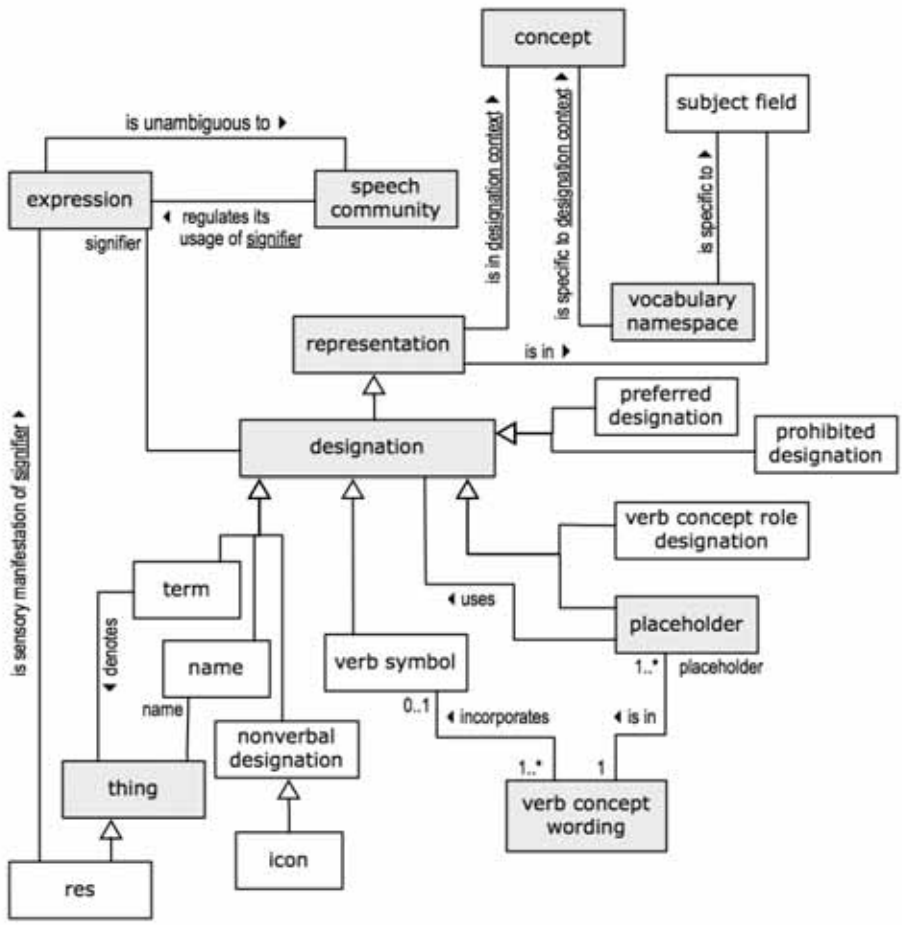 concept
subject field
is unambiguous to ▶
expression
speech
community
◀ regulates its
usage of signifier
signifier
is in designation context ▶
is specific to designation context ▶
is specific to ▶
vocabulary
namespace
representation
is in ▶
preferred
designation
designation
prohibited
designation
is sensory manifestation of signifier ▶
verb concept role
designation
term
◀ uses
placeholder
◀ denotes
name
verb symbol
1..*
placeholder
name
0..1
◀ incorporates
◀ is in
nonverbal
designation
1..*
1
thing
verb concept
wording
icon
res